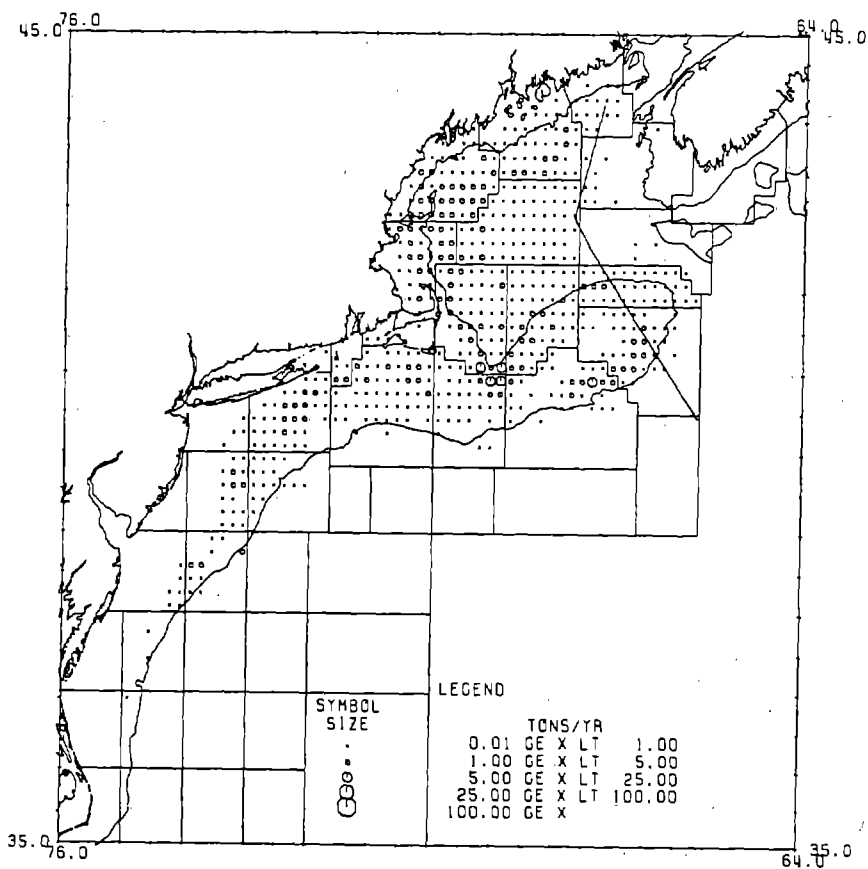 76.0 64.0
45.0 45.0
LEGEND
SYMBOL
SIZE
TONS/YR
0.01 GE X LT 1.00
1.00 GE X LT 5.00
5.00 GE X LT 25.00
25.00 GE X LT 100.00
100.00 GE X
35.0 35.0
76.0 64.0